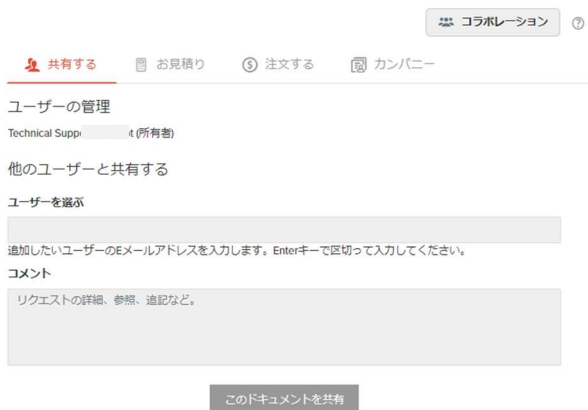 コラボレーション
共有する お見積り 注文する カンパニー
ユーザーの管理
Technical Supp t (所有者)
他のユーザーと共有する
ユーザーを選ぶ
追加したいユーザーのEメールアドレスを入力します。Enterキーで区切って入力してください。
コメント
リクエストの詳細、参照、追記など。
このドキュメントを共有